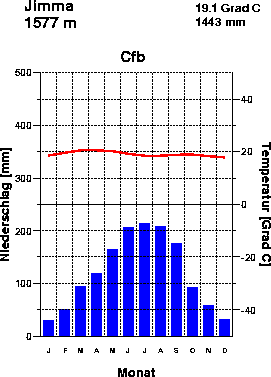 Jimma
1577 m
19.1 Grad C
1443 mm
Cfb
500
400
300
200
100
0
Niederschlag [mm]
40
20
0
-20
-40
Temperatur [Grad C]
J F M A M J J A S O N D
Monat